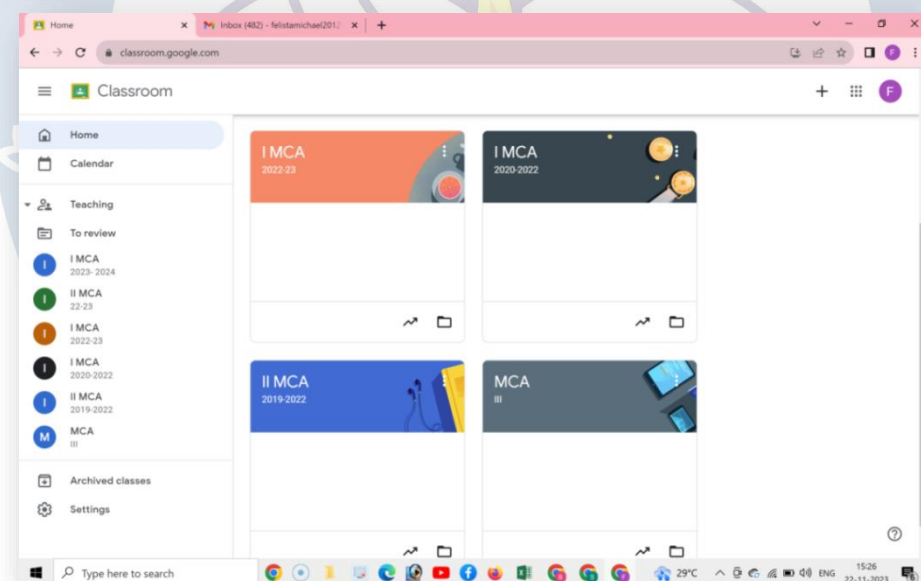 Home
Inbox (482) - felistamichael2012
classroom.google.com
F
Classroom
F
Home
Calendar
Teaching
To review
I
I MCA
2023- 2024
I
II MCA
22-23
I
I MCA
2022-23
I
I MCA
2020-2022
I
II MCA
2019-2022
M
MCA
III
Archived classes
Settings
I MCA
2022-23
I MCA
2020-2022
II MCA
2019-2022
MCA
III
Type here to search
29°C
ENG
15:26
22-11-2023